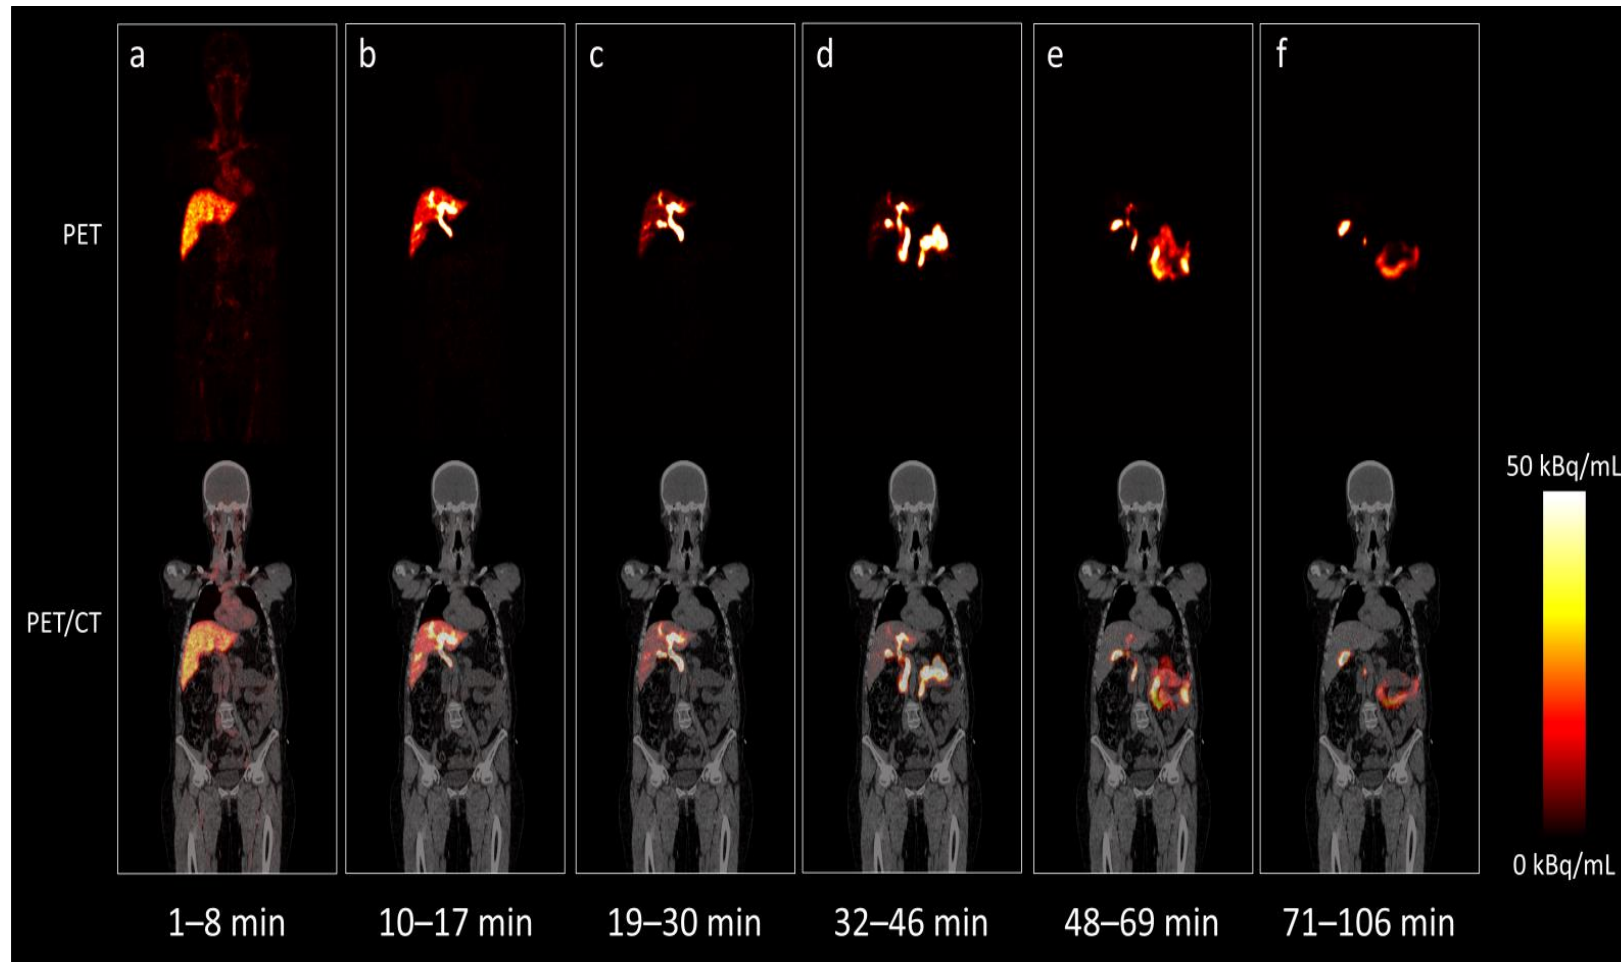 a
b
c
d
e
f
PET
50 kBq/mL
PET/CT
0 kBq/mL
1–8 min
10–17 min
19–30 min
32–46 min
48–69 min
71–106 min